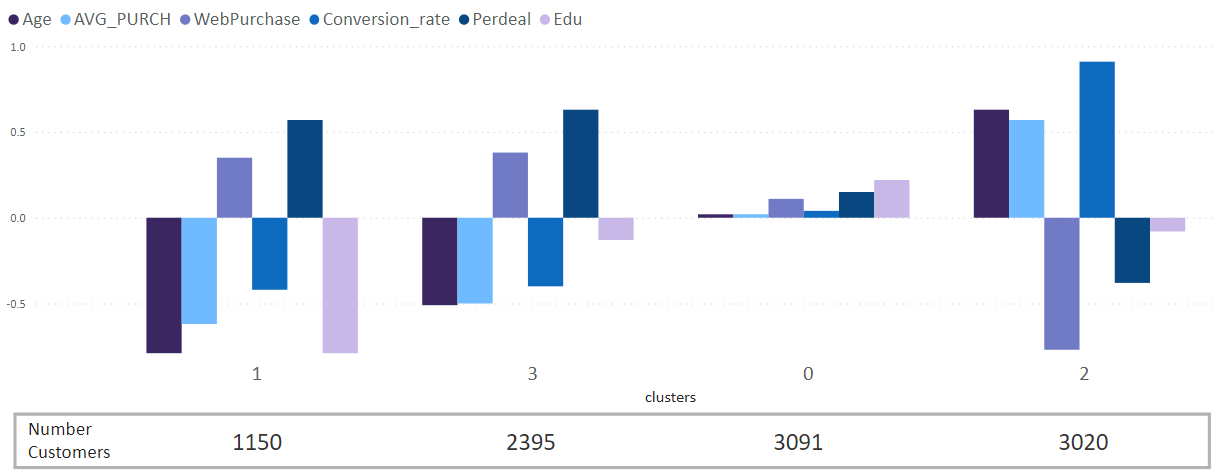 Age AVG_PURCH WebPurchase Conversion_rate Perdeal Edu
1.0
0.5
0.0
-0.5
1 3 0 2
clusters
Number
Customers
1150 2395 3091 3020